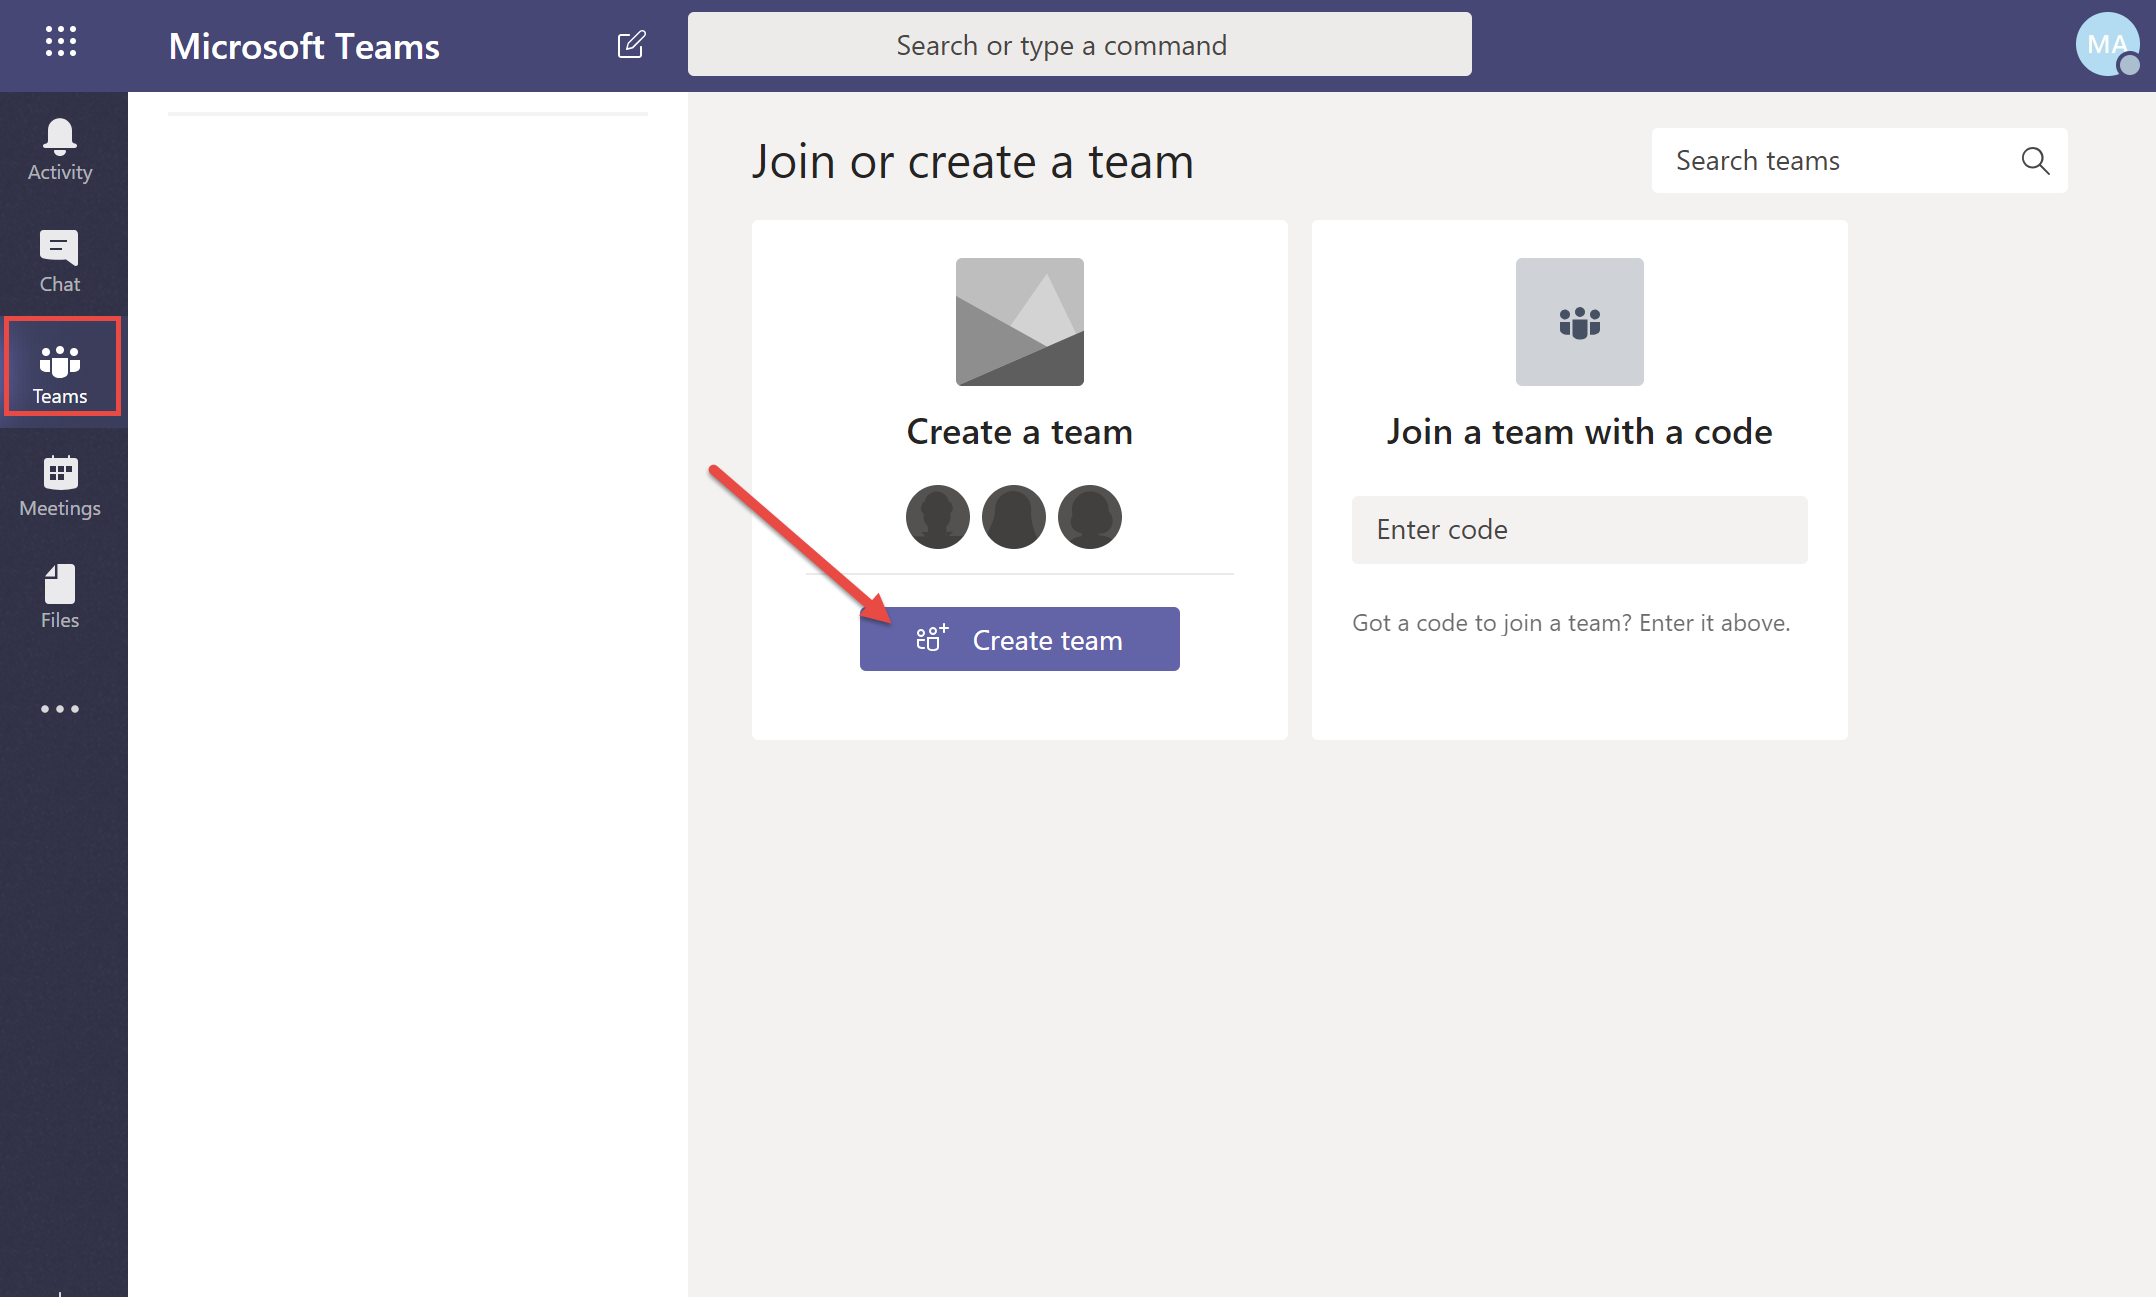 Microsoft Teams
Search or type a command
MA
Activity
Chat
Teams
Meetings
Files
Join or create a team
Search teams
Create a team
Create team
Join a team with a code
Enter code
Got a code to join a team? Enter it above.